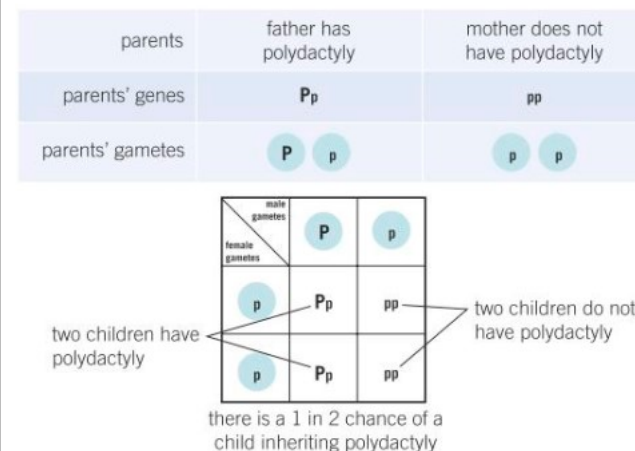 parents
father has
polydactyly
mother does not
have polydactyly
parents' genes
Pp
pp
parents' gametes
P
p
p
p
male
gametes
female
gametes
P
p
p
Pp
pp
p
Pp
pp
two children have
polydactyly
two children do not
have polydactyly
there is a 1 in 2 chance of a
child inheriting polydactyly